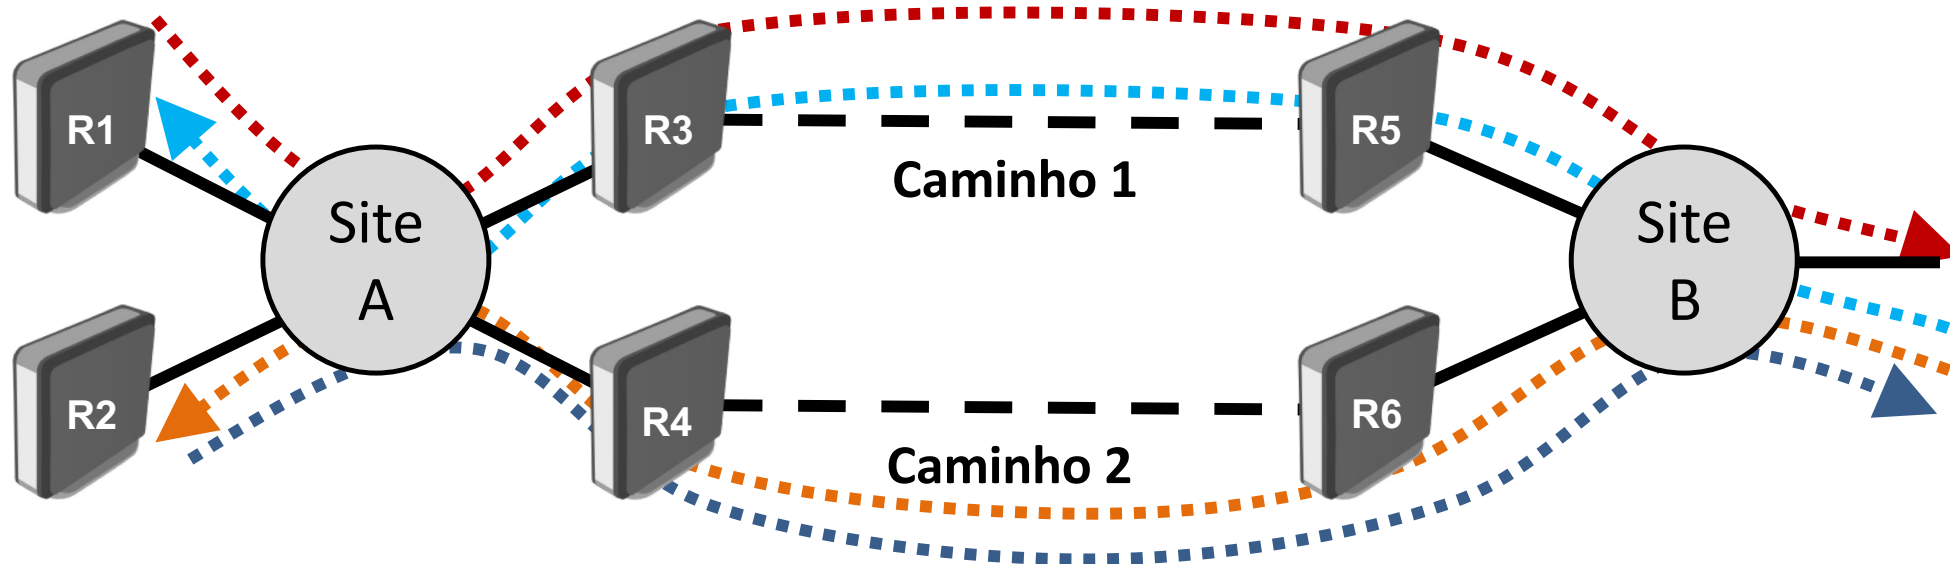 R1
R3
R5
Caminho 1
Site
A
Site
B
R2
R4
R6
Caminho 2